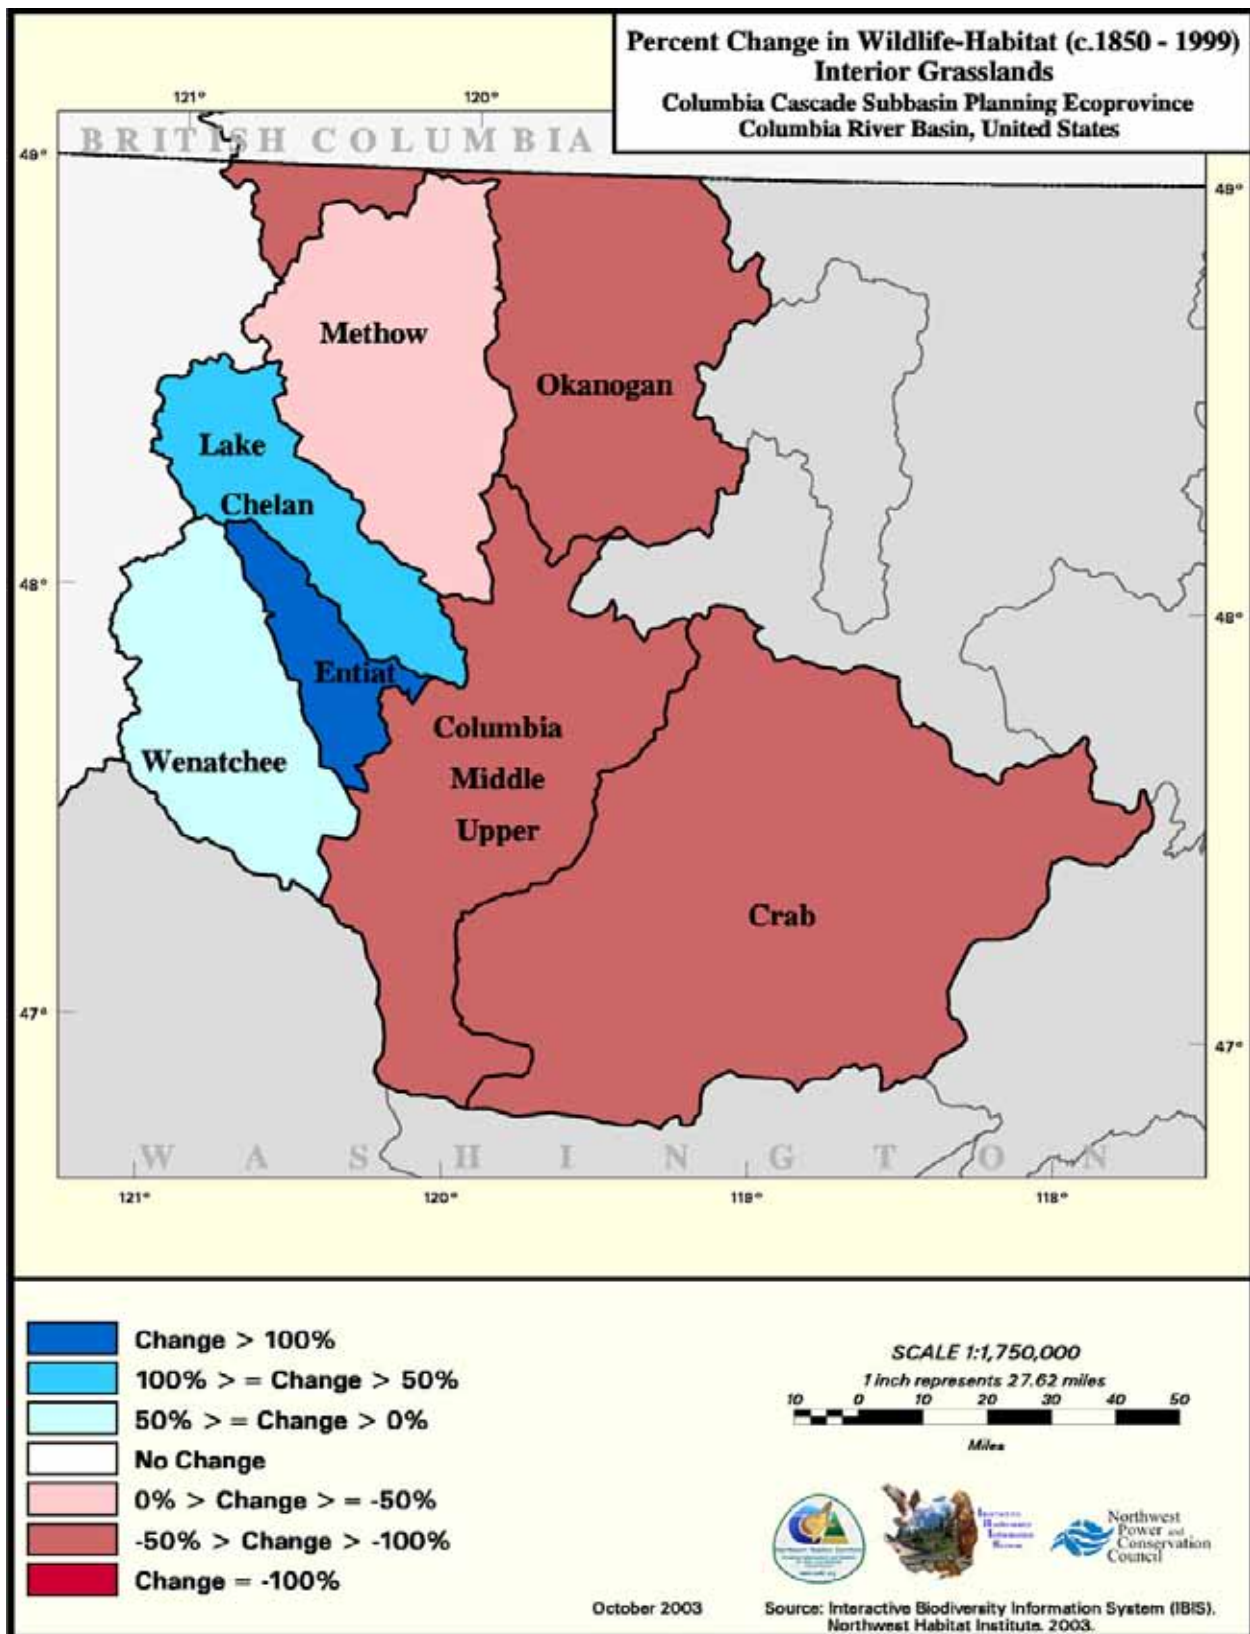 Percent Change in Wildlife-Habitat (c.1850 - 1999)
Interior Grasslands
Columbia Cascade Subbasin Planning Ecoprovince
Columbia River Basin, United States
121°
120°
BRITISH COLUMBIA
49°
49°
Methow
Okanogan
Lake
Chelan
48°
48°
Entiat
Columbia
Middle
Upper
Wenatchee
Crab
47°
47°
WASHINGTON
121°
120°
119°
118°
Change > 100%
100% > = Change > 50%
50% > = Change > 0%
No Change
0% > Change > = -50%
-50% > Change > -100%
Change = -100%
SCALE 1:1,750,000
1 inch represents 27.62 miles
10 0 10 20 30 40 50
Miles
Northwest
Power and
Conservation
Council
October 2003
Source: Interactive Biodiversity Information System (IBIS).
Northwest Habitat Institute. 2003.